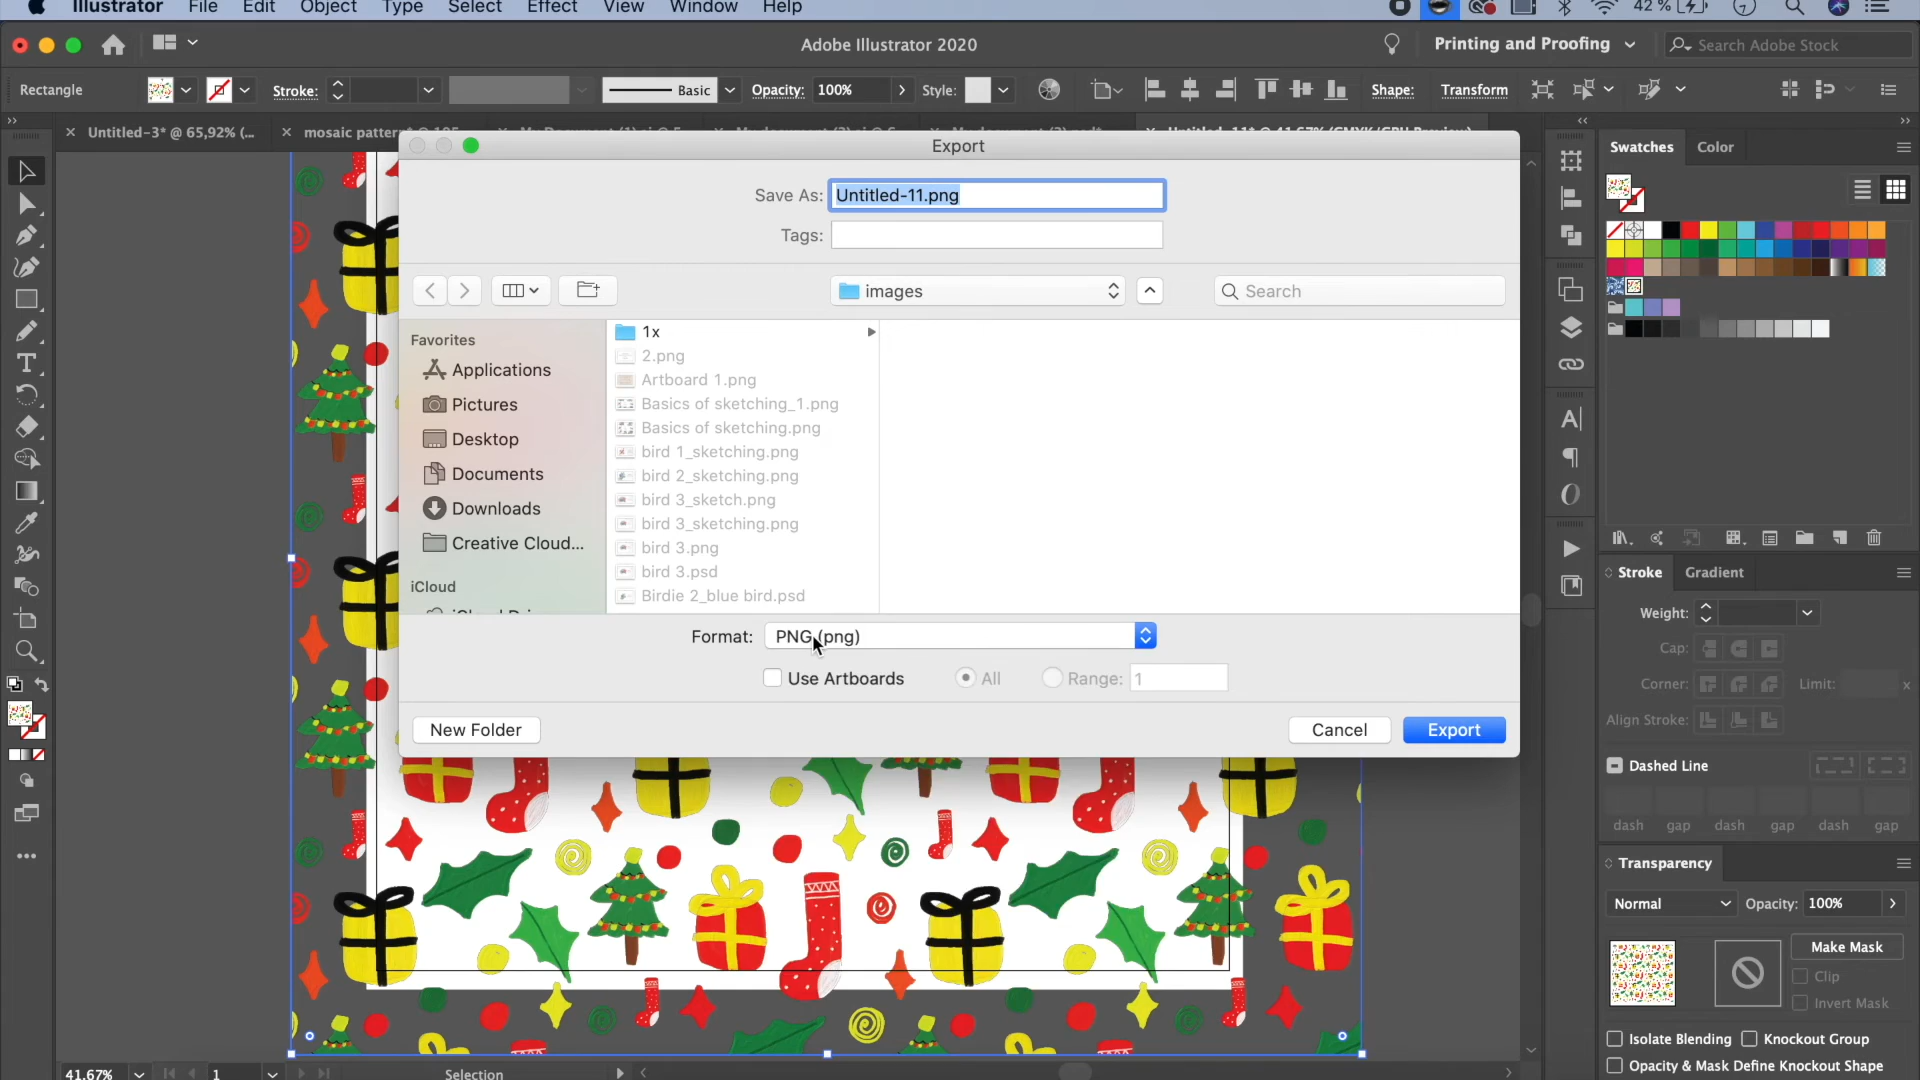 Illustrator File Edit Object Type Select Effect View Window Help 42 %
Adobe Illustrator 2020
Printing and Proofing
Search Adobe Stock
Rectangle Stroke: Basic Opacity: 100% Style: Shape: Transform
Untitled-3* @ 65,92% (...
mosaic pattern*
Export
Save As: Untitled-11.png
Tags:
images
Search
Favorites
Applications
Pictures
Desktop
Documents
Downloads
Creative Cloud...
iCloud
1x
2.png
Artboard 1.png
Basics of sketching_1.png
Basics of sketching.png
bird 1_sketching.png
bird 2_sketching.png
bird 3_sketch.png
bird 3_sketching.png
bird 3.png
bird 3.psd
Birdie 2_blue bird.psd
Format: PNG (png)
Use Artboards All Range: 1
New Folder Cancel Export
Swatches Color
Stroke Gradient
Weight:
Cap:
Corner: Limit: x
Align Stroke:
Dashed Line
dash gap dash gap dash gap
Transparency
Normal Opacity: 100%
Make Mask
Clip
Invert Mask
Isolate Blending Knockout Group
Opacity & Mask Define Knockout Shape
41,67% 1 Selection